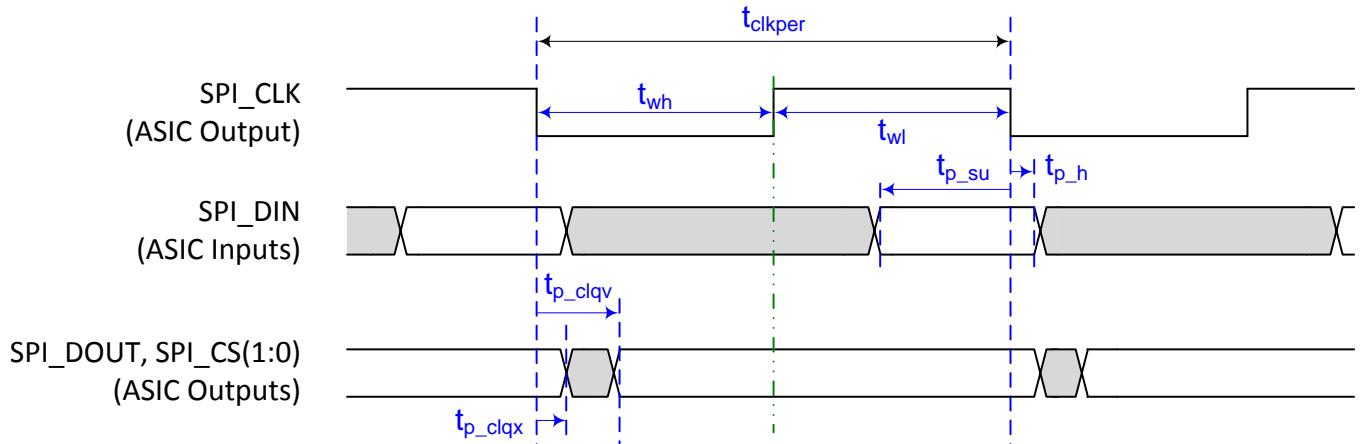 t_clkper
SPI_CLK
(ASIC Output)
t_wh
t_wl
t_p_su
t_p_h
SPI_DIN
(ASIC Inputs)
t_p_clqv
SPI_DOUT, SPI_CS(1:0)
(ASIC Outputs)
t_p_clqx